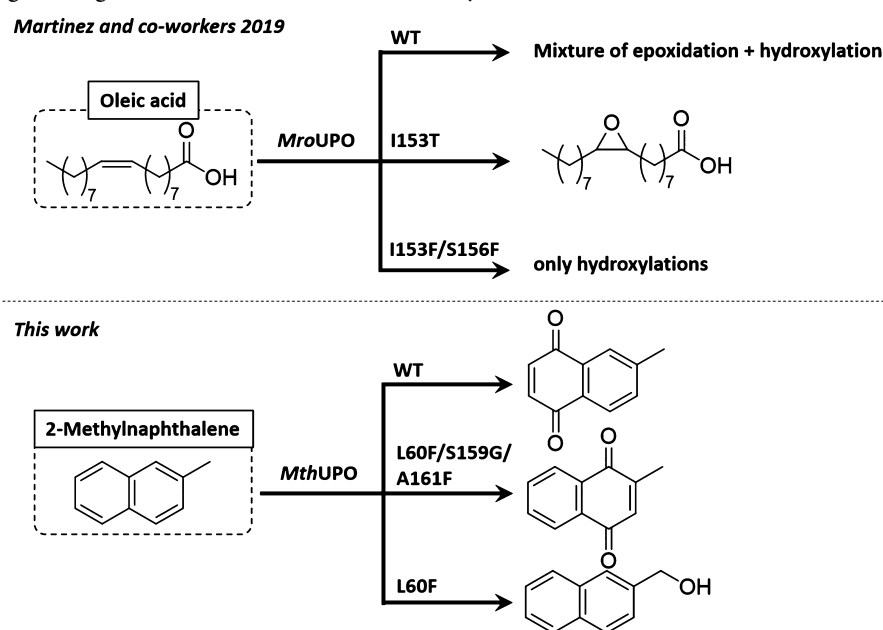 Martinez and co-workers 2019
WT
Mixture of epoxidation + hydroxylation
Oleic acid
O
OH
7
7
MroUPO
I153T
O
O
OH
7
7
I153F/S156F
only hydroxylations
This work
WT
O
O
2-Methylnaphthalene
MthUPO
L60F/S159G/
A161F
O
O
L60F
OH